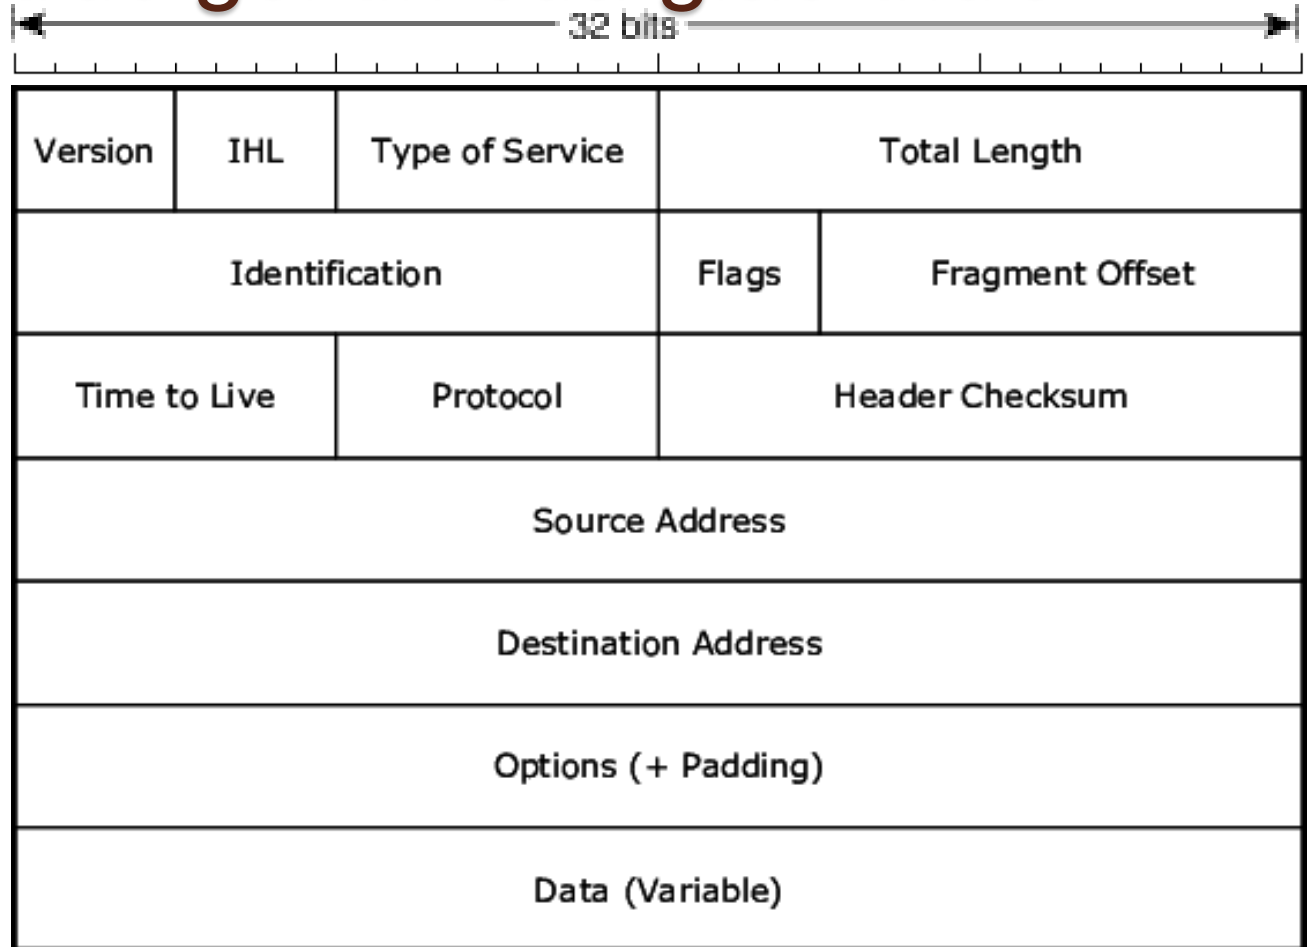 32 bits
Version IHL Type of Service Total Length
Identification Flags Fragment Offset
Time to Live Protocol Header Checksum
Source Address
Destination Address
Options (+ Padding)
Data (Variable)